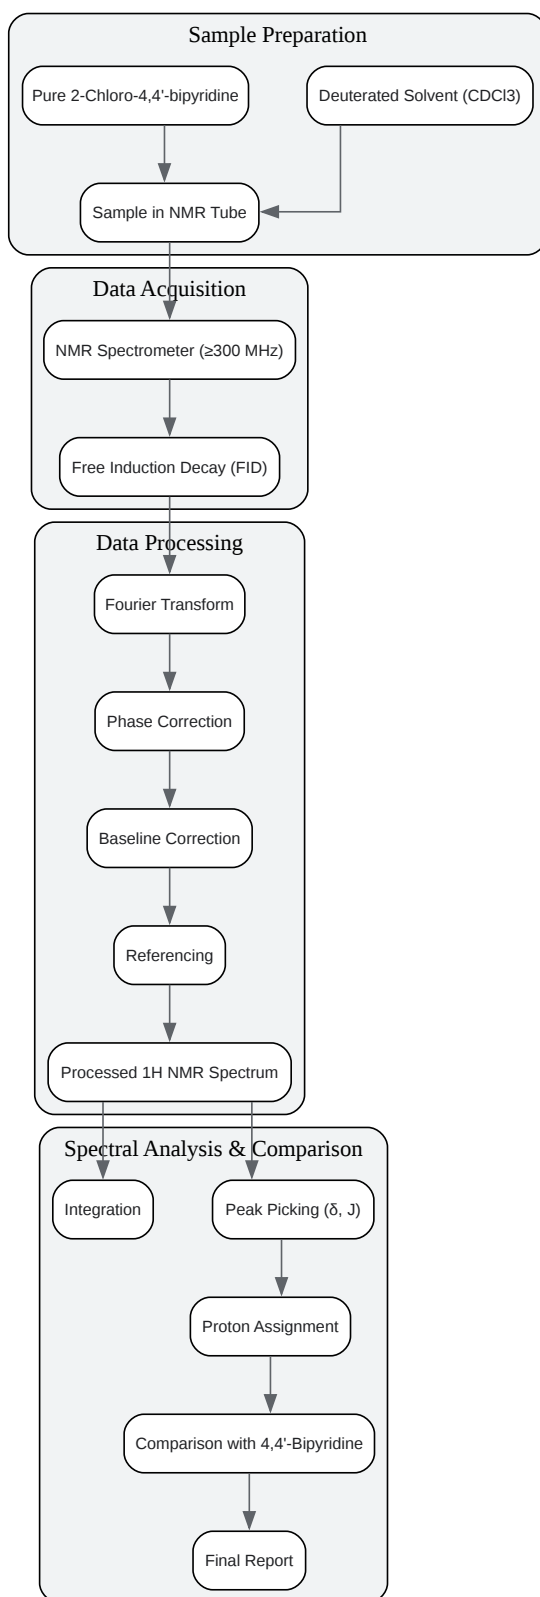 Sample Preparation
Pure 2-Chloro-4,4'-bipyridine
Deuterated Solvent (CDCl3)
Sample in NMR Tube
Data Acquisition
NMR Spectrometer (≥300 MHz)
Free Induction Decay (FID)
Data Processing
Fourier Transform
Phase Correction
Baseline Correction
Referencing
Processed 1H NMR Spectrum
Spectral Analysis & Comparison
Integration
Peak Picking (δ, J)
Proton Assignment
Comparison with 4,4'-Bipyridine
Final Report